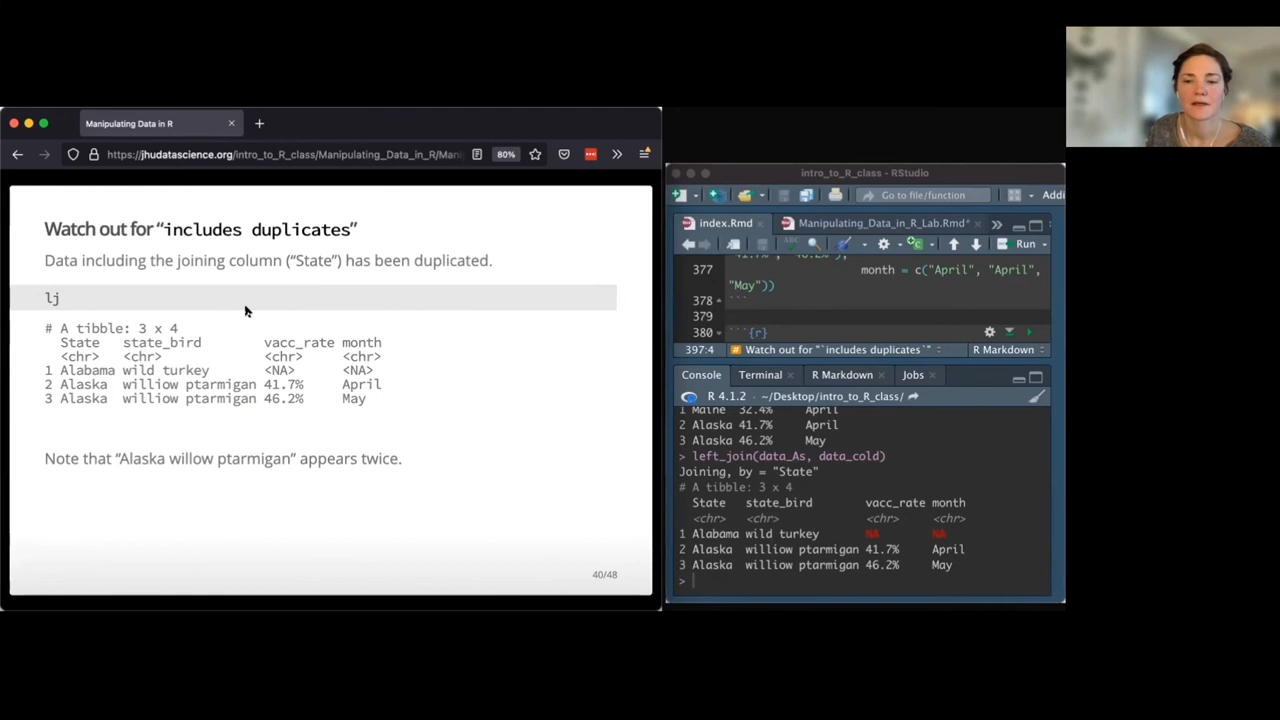 Manipulating Data in R
https://jhudatascience.org/intro_to_R_class/Manipulating_Data_in_R/Mani
80%
Watch out for “includes duplicates”
Data including the joining column (“State”) has been duplicated.
lj
# A tibble: 3 x 4
State state_bird vacc_rate month
<chr> <chr> <chr> <chr>
1 Alabama wild turkey <NA> <NA>
2 Alaska williow ptarmigan 41.7% April
3 Alaska williow ptarmigan 46.2% May
Note that “Alaska willow ptarmigan” appears twice.
40/48
intro_to_R_class - RStudio
Go to file/function
Addi
index.Rmd
Manipulating_Data_in_R_Lab.Rmd*
Run
377 month = c("April", "April",
"May"))
378 ```
379
380 ```{r}
397:4 Watch out for "`includes duplicates`"
R Markdown
Console Terminal R Markdown Jobs
R 4.1.2 · ~/Desktop/intro_to_R_class/
1 Maine 32.4% April
2 Alaska 41.7% April
3 Alaska 46.2% May
> left_join(data_As, data_cold)
Joining, by = "State"
# A tibble: 3 x 4
State state_bird vacc_rate month
<chr> <chr> <chr> <chr>
1 Alabama wild turkey NA NA
2 Alaska williow ptarmigan 41.7% April
3 Alaska williow ptarmigan 46.2% May
>